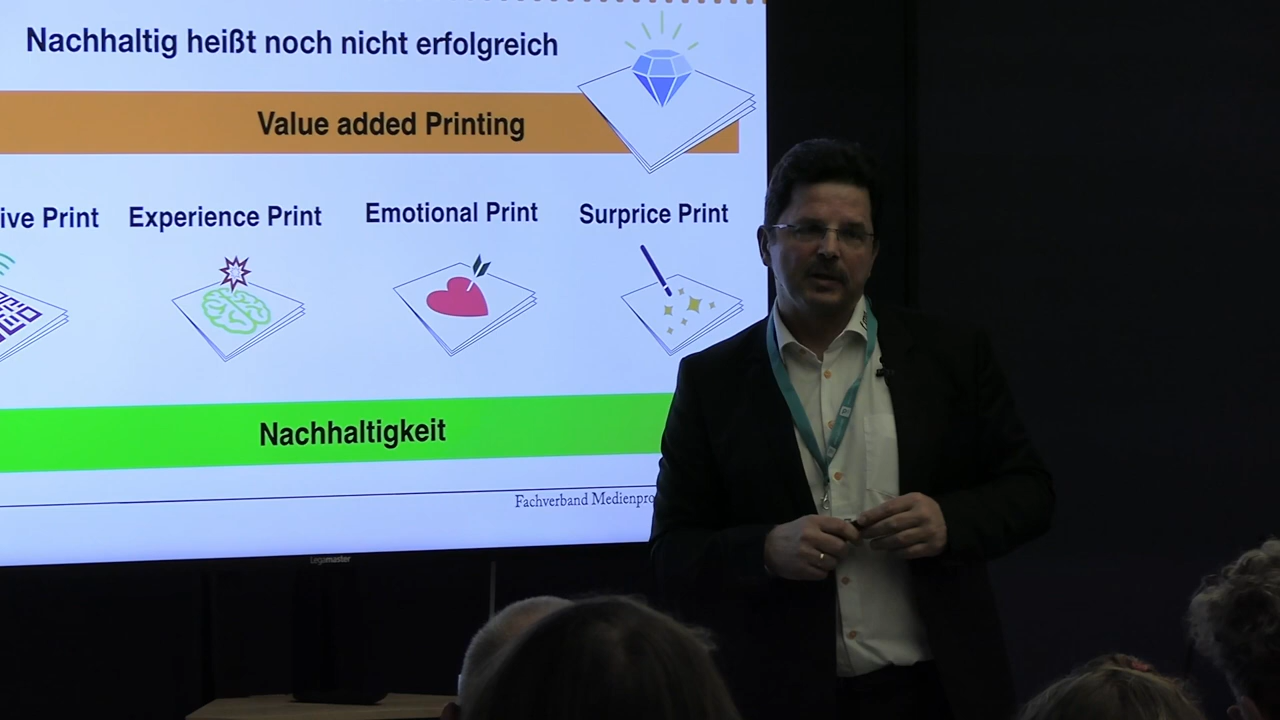 Nachhaltig heißt noch nicht erfolgreich
Value added Printing
ive Print
Experience Print
Emotional Print
Surprice Print
Nachhaltigkeit
Fachverband Medienpro
Legamaster